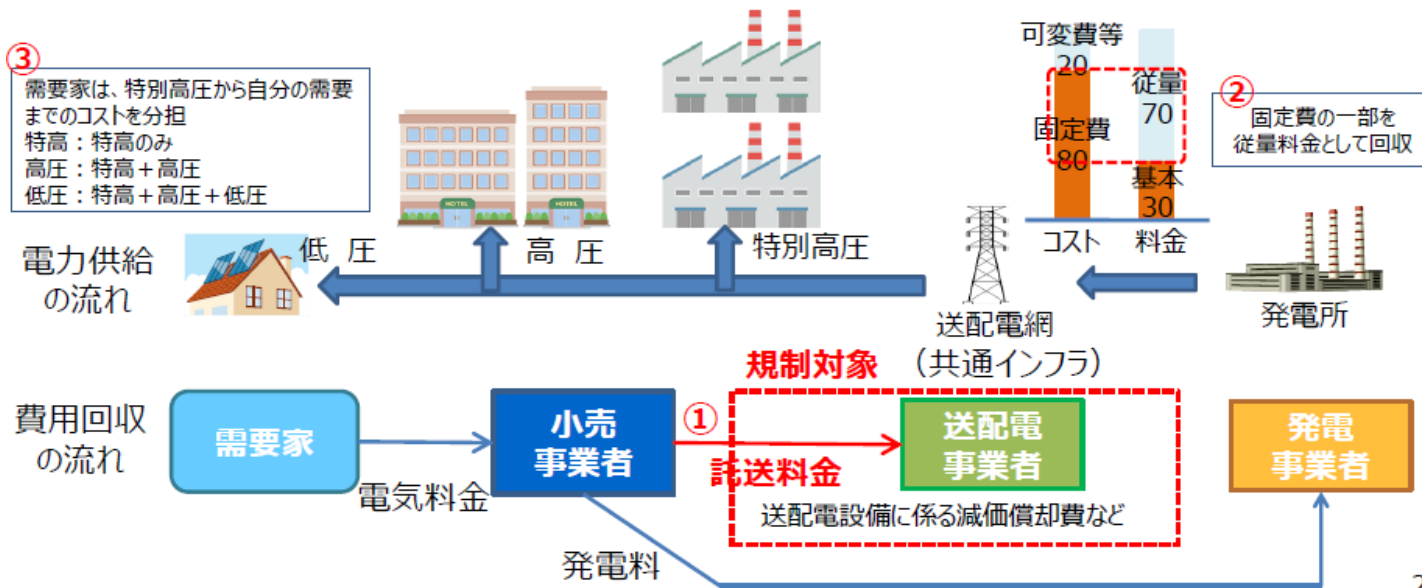 ③
需要家は、特別高圧から自分の需要
までのコストを分担
特高：特高のみ
高圧：特高＋高圧
低圧：特高＋高圧＋低圧
可変費等
20
固定費
80
従量
70
基本
30
コスト
料金
②
固定費の一部を
従量料金として回収
HOTEL
HOTEL
電力供給
の流れ
低 圧
高 圧
特別高圧
送配電網
（共通インフラ）
発電所
規制対象
費用回収
の流れ
需要家
電気料金
小売
事業者
①
託送料金
送配電
事業者
送配電設備に係る減価償却費など
発電
事業者
発電料